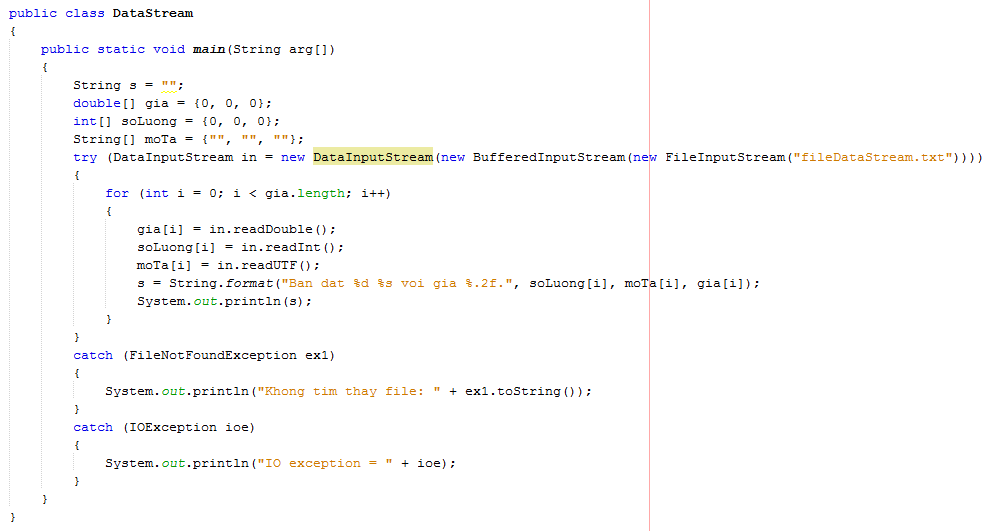 public class DataStream
{
    public static void main(String arg[])
    {
        String s = "";
        double[] gia = {0, 0, 0};
        int[] soLuong = {0, 0, 0};
        String[] moTa = {"", "", ""};
        try (DataInputStream in = new DataInputStream(new BufferedInputStream(new FileInputStream("fileDataStream.txt"))))
        {
            for (int i = 0; i < gia.length; i++)
            {
                gia[i] = in.readDouble();
                soLuong[i] = in.readInt();
                moTa[i] = in.readUTF();
                s = String.format("Ban dat %d %s voi gia %.2f.", soLuong[i], moTa[i], gia[i]);
                System.out.println(s);
            }
        }
        catch (FileNotFoundException ex1)
        {
            System.out.println("Khong tim thay file: " + ex1.toString());
        }
        catch (IOException ioe)
        {
            System.out.println("IO exception = " + ioe);
        }
    }
}